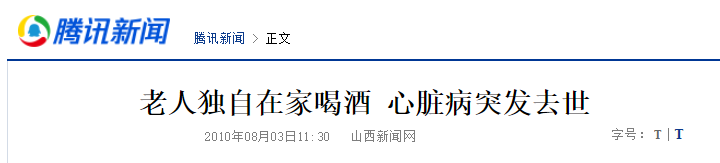 腾讯新闻 腾讯新闻 > 正文
老人独自在家喝酒 心脏病突发去世
2010年08月03日11:30 山西新闻网 字号：T|T